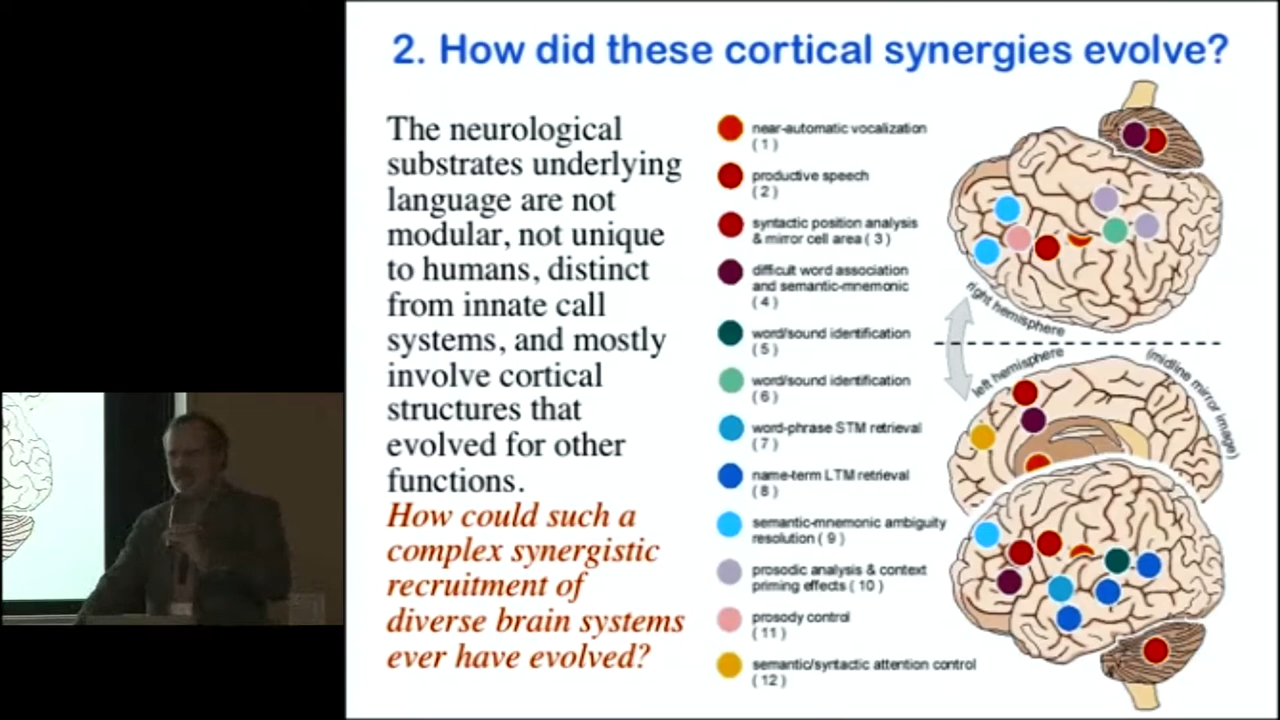 2. How did these cortical synergies evolve?
The neurological
substrates underlying
language are not
modular, not unique
to humans, distinct
from innate call
systems, and mostly
involve cortical
structures that
evolved for other
functions.
How could such a
complex synergistic
recruitment of
diverse brain systems
ever have evolved?
near-automatic vocalization
( 1 )
productive speech
( 2 )
syntactic position analysis
& mirror cell area ( 3 )
difficult word association
and semantic-mnemonic
( 4 )
word/sound identification
( 5 )
word/sound identification
( 6 )
word-phrase STM retrieval
( 7 )
name-term LTM retrieval
( 8 )
semantic-mnemonic ambiguity
resolution ( 9 )
prosodic analysis & context
priming effects ( 10 )
prosody control
( 11 )
semantic/syntactic attention control
( 12 )
right hemisphere
left hemisphere
(midline mirror image)